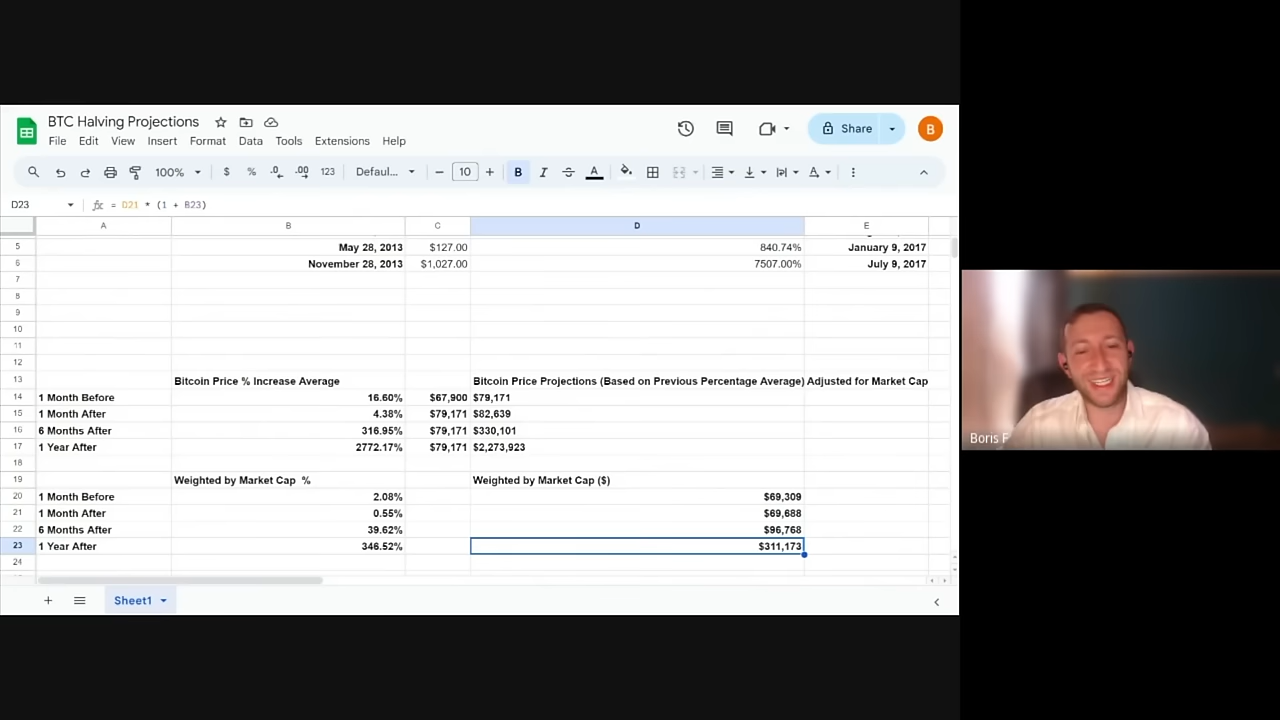 BTC Halving Projections
Share
B
File Edit View Insert Format Data Tools Extensions Help
100% $ % .0 .00 123 Defaul... − 10 + B I A
D23 fx = D21 * (1 + B23)
A B C D E
5 May 28, 2013 $127.00 840.74% January 9, 2017
6 November 28, 2013 $1,027.00 7507.00% July 9, 2017
7
8
9
10
11
12
13 Bitcoin Price % Increase Average Bitcoin Price Projections (Based on Previous Percentage Average) Adjusted for Market Cap
14 1 Month Before 16.60% $67,900 $79,171
15 1 Month After 4.38% $79,171 $82,639
16 6 Months After 316.95% $79,171 $330,101
17 1 Year After 2772.17% $79,171 $2,273,923
18
19 Weighted by Market Cap % Weighted by Market Cap ($)
20 1 Month Before 2.08% $69,309
21 1 Month After 0.55% $69,688
22 6 Months After 39.62% $96,768
23 1 Year After 346.52% $311,173
24
Sheet1
Boris F